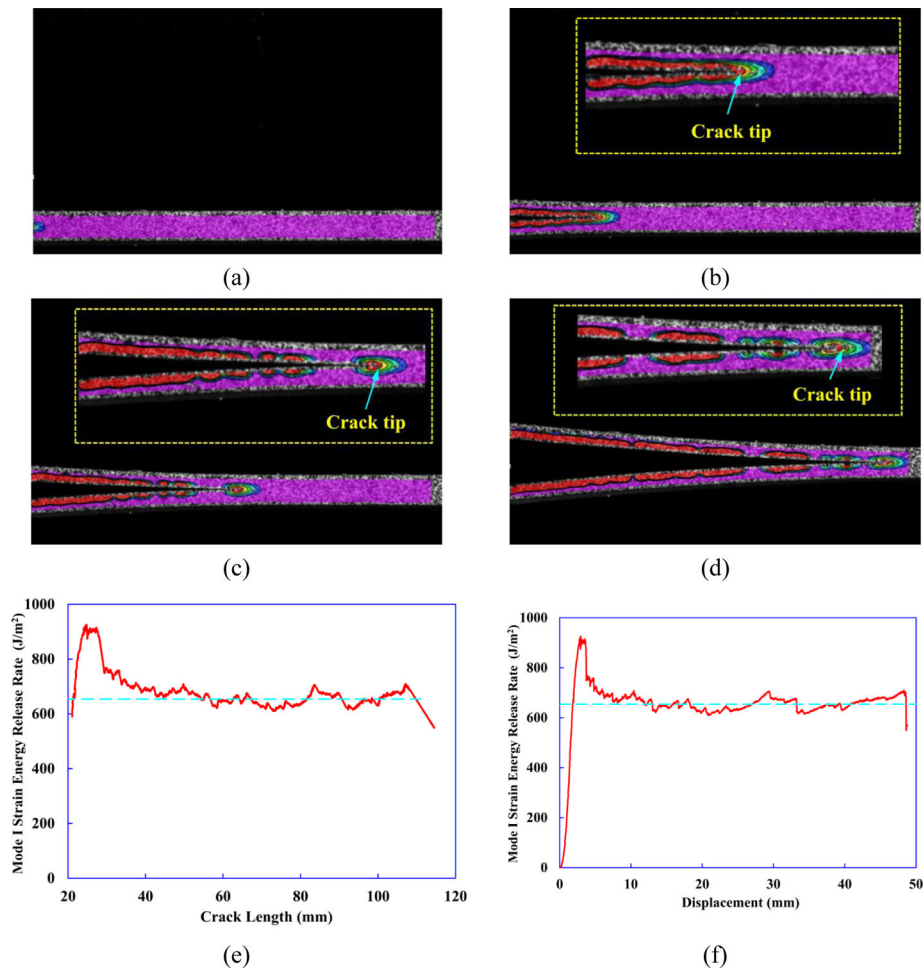 Crack tip
(a)
(b)
Crack tip
Crack tip
(c)
(d)
Mode I Strain Energy Release Rate (J/m²)
1000
800
600
400
200
0
20
40
60
80
100
120
Crack Length (mm)
(e)
Mode I Strain Energy Release Rate (J/m²)
1000
800
600
400
200
0
0
10
20
30
40
50
Displacement (mm)
(f)